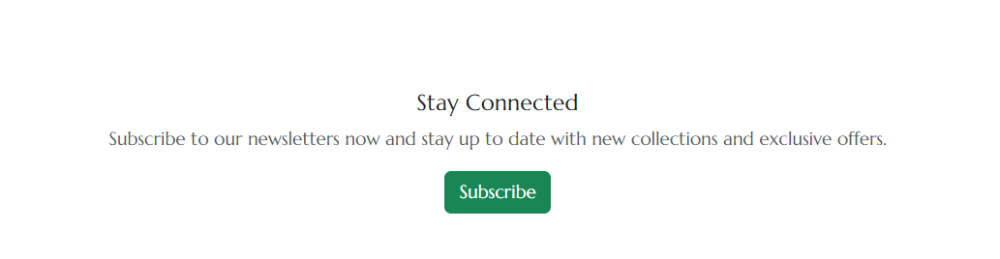 Stay Connected
Subscribe to our newsletters now and stay up to date with new collections and exclusive offers.
Subscribe